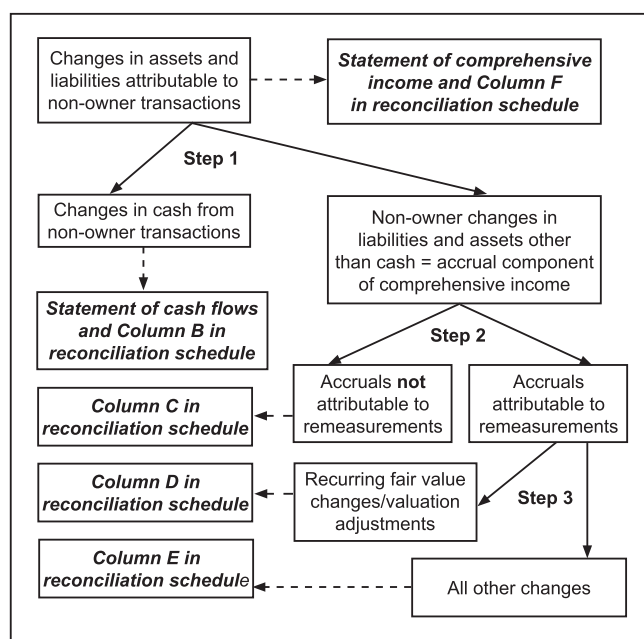 Changes in assets and
liabilities attributable to
non-owner transactions
Statement of comprehensive
income and Column F
in reconciliation schedule
Step 1
Changes in cash from
non-owner transactions
Non-owner changes in
liabilities and assets other
than cash = accrual component
of comprehensive income
Statement of cash flows
and Column B in
reconciliation schedule
Step 2
Accruals not
attributable to
remeasurements
Accruals
attributable to
remeasurements
Column C in
reconciliation schedule
Recurring fair value
changes/valuation
adjustments
Column D in
reconciliation schedule
Step 3
Column E in
reconciliation schedule
All other changes